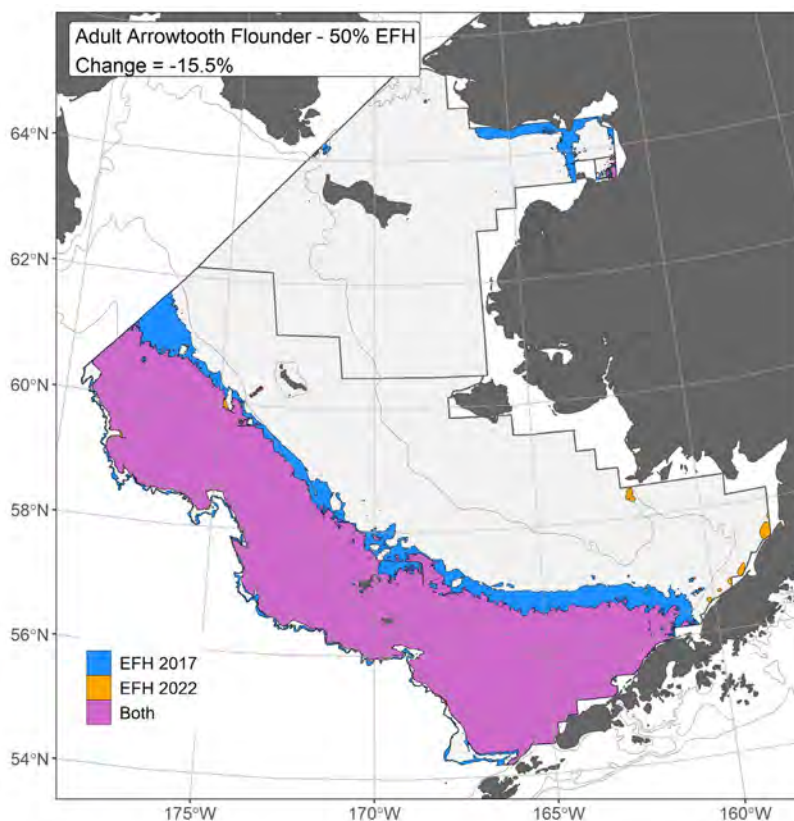 Adult Arrowtooth Flounder - 50% EFH
Change = -15.5%
64°N
62°N
60°N
58°N
56°N
54°N
EFH 2017
EFH 2022
Both
175°W
170°W
165°W
160°W